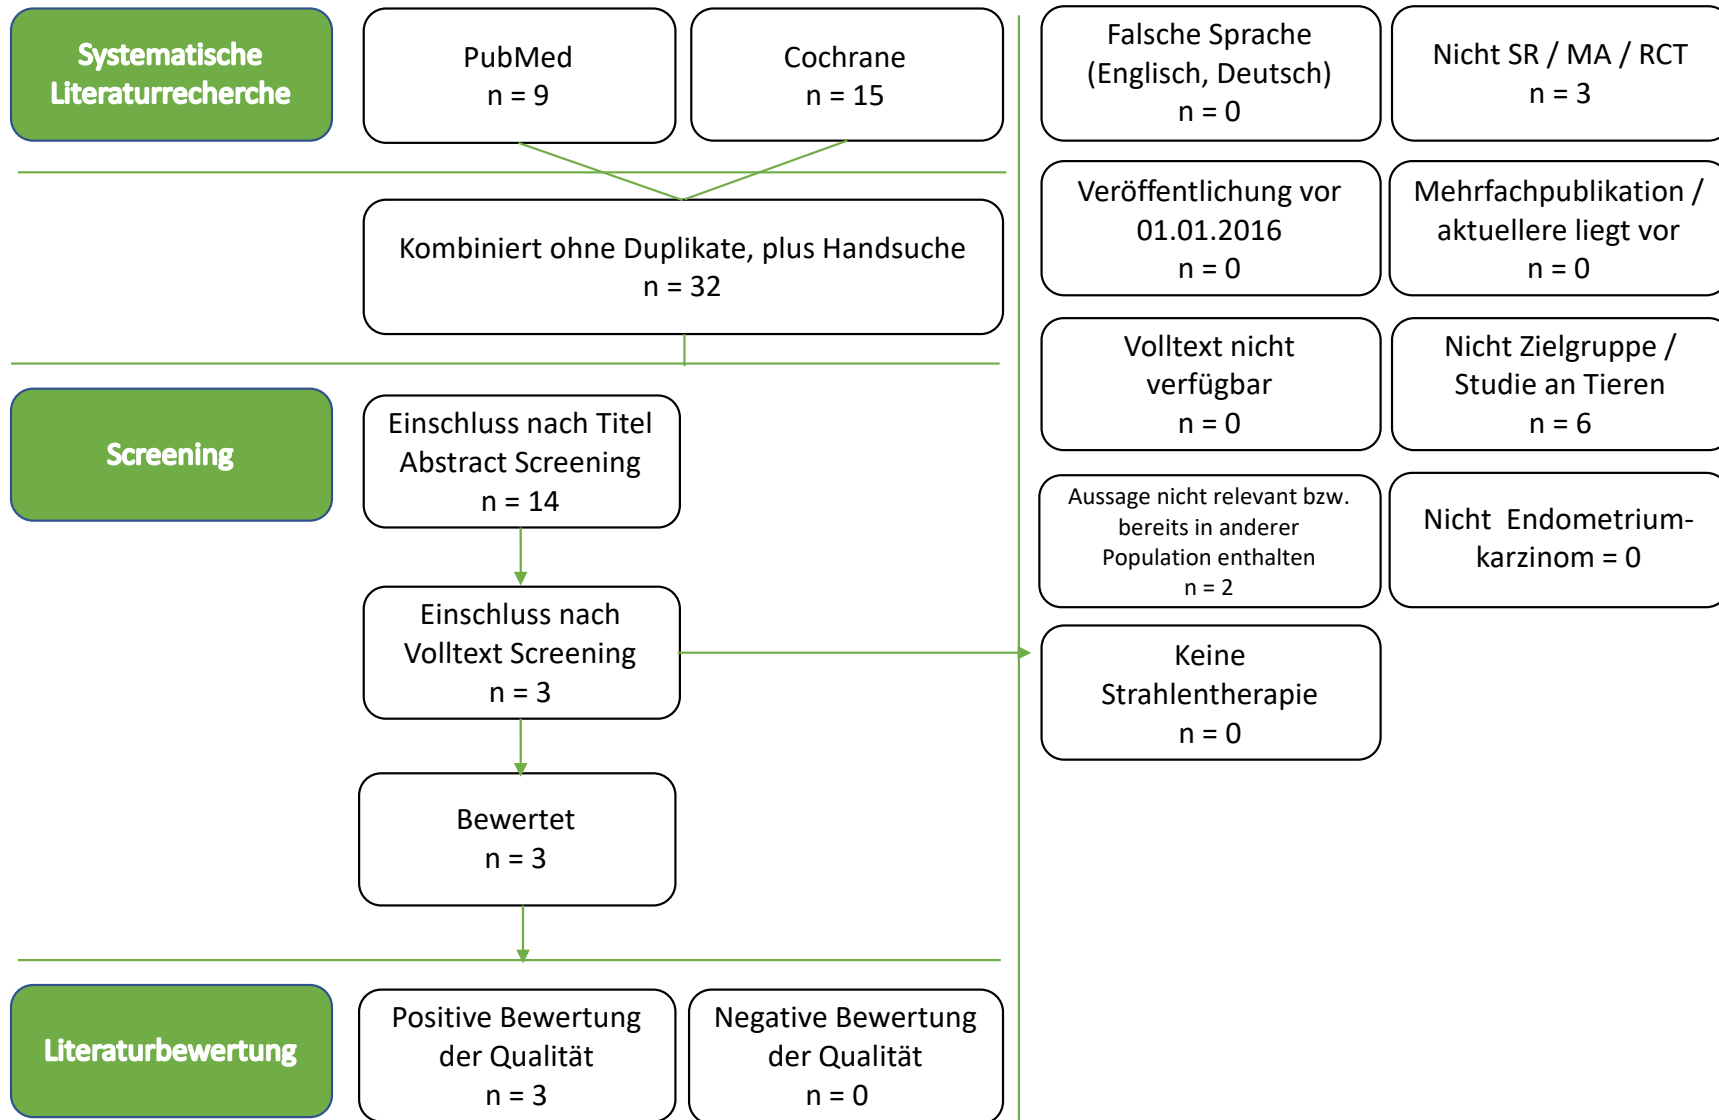 Systematische
Literaturrecherche
PubMed
n = 9
Cochrane
n = 15
Kombiniert ohne Duplikate, plus Handsuche
n = 32
Screening
Einschluss nach Titel
Abstract Screening
n = 14
Einschluss nach
Volltext Screening
n = 3
Bewertet
n = 3
Literaturbewertung
Positive Bewertung
der Qualität
n = 3
Negative Bewertung
der Qualität
n = 0
Falsche Sprache
(Englisch, Deutsch)
n = 0
Nicht SR / MA / RCT
n = 3
Veröffentlichung vor
01.01.2016
n = 0
Mehrfachpublikation /
aktuellere liegt vor
n = 0
Volltext nicht
verfügbar
n = 0
Nicht Zielgruppe /
Studie an Tieren
n = 6
Aussage nicht relevant bzw.
bereits in anderer
Population enthalten
n = 2
Nicht Endometrium-
karzinom = 0
Keine
Strahlentherapie
n = 0